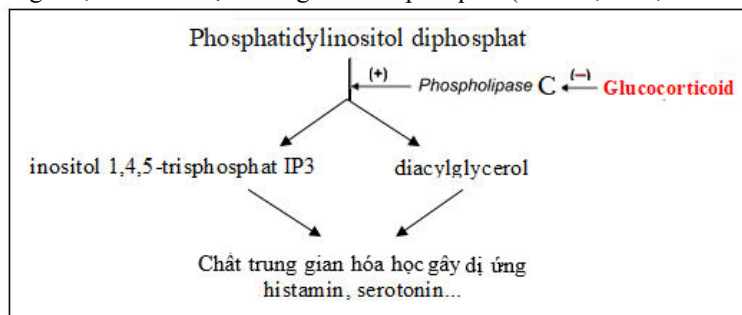 Phosphatidylinositol diphosphat
(+)
Phospholipase C
(–)
Glucocorticoid
inositol 1,4,5-trisphosphat IP3
diacylglycerol
Chất trung gian hóa học gây dị ứng
histamin, serotonin...